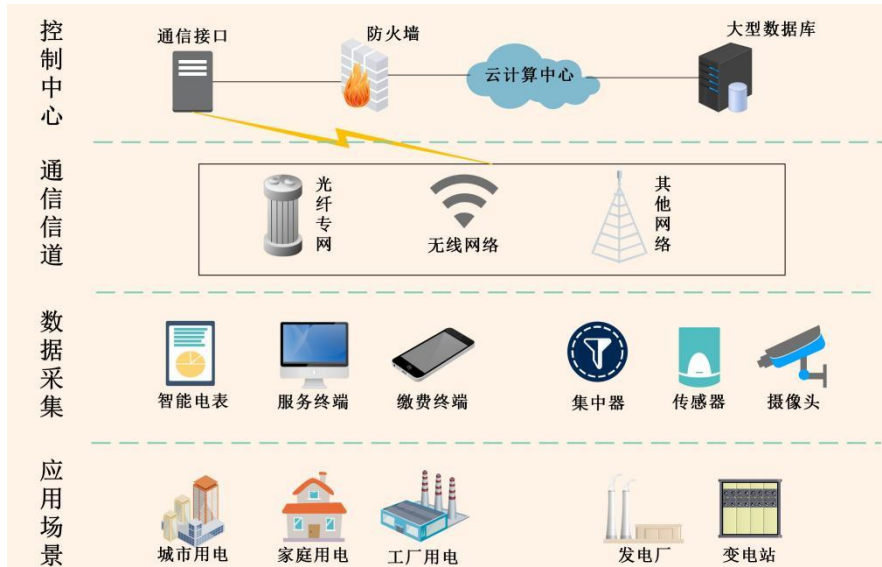 控制中心
通信接口
防火墙
云计算中心
大型数据库
通信信道
光纤专网
无线网络
其他网络
数据采集
智能电表
服务终端
缴费终端
集中器
传感器
摄像头
应用场景
城市用电
家庭用电
工厂用电
发电厂
变电站